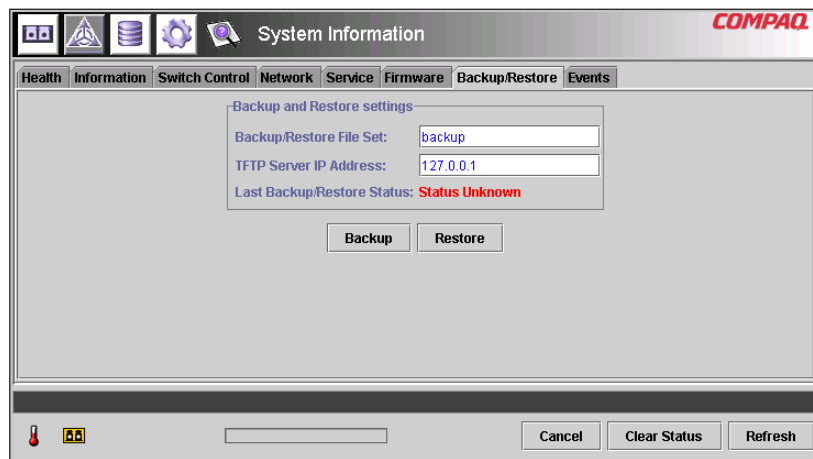 System Information
COMPAQ
Health Information Switch Control Network Service Firmware Backup/Restore Events
Backup and Restore settings
Backup/Restore File Set: backup
TFTP Server IP Address: 127.0.0.1
Last Backup/Restore Status: Status Unknown
Backup Restore
Cancel Clear Status Refresh